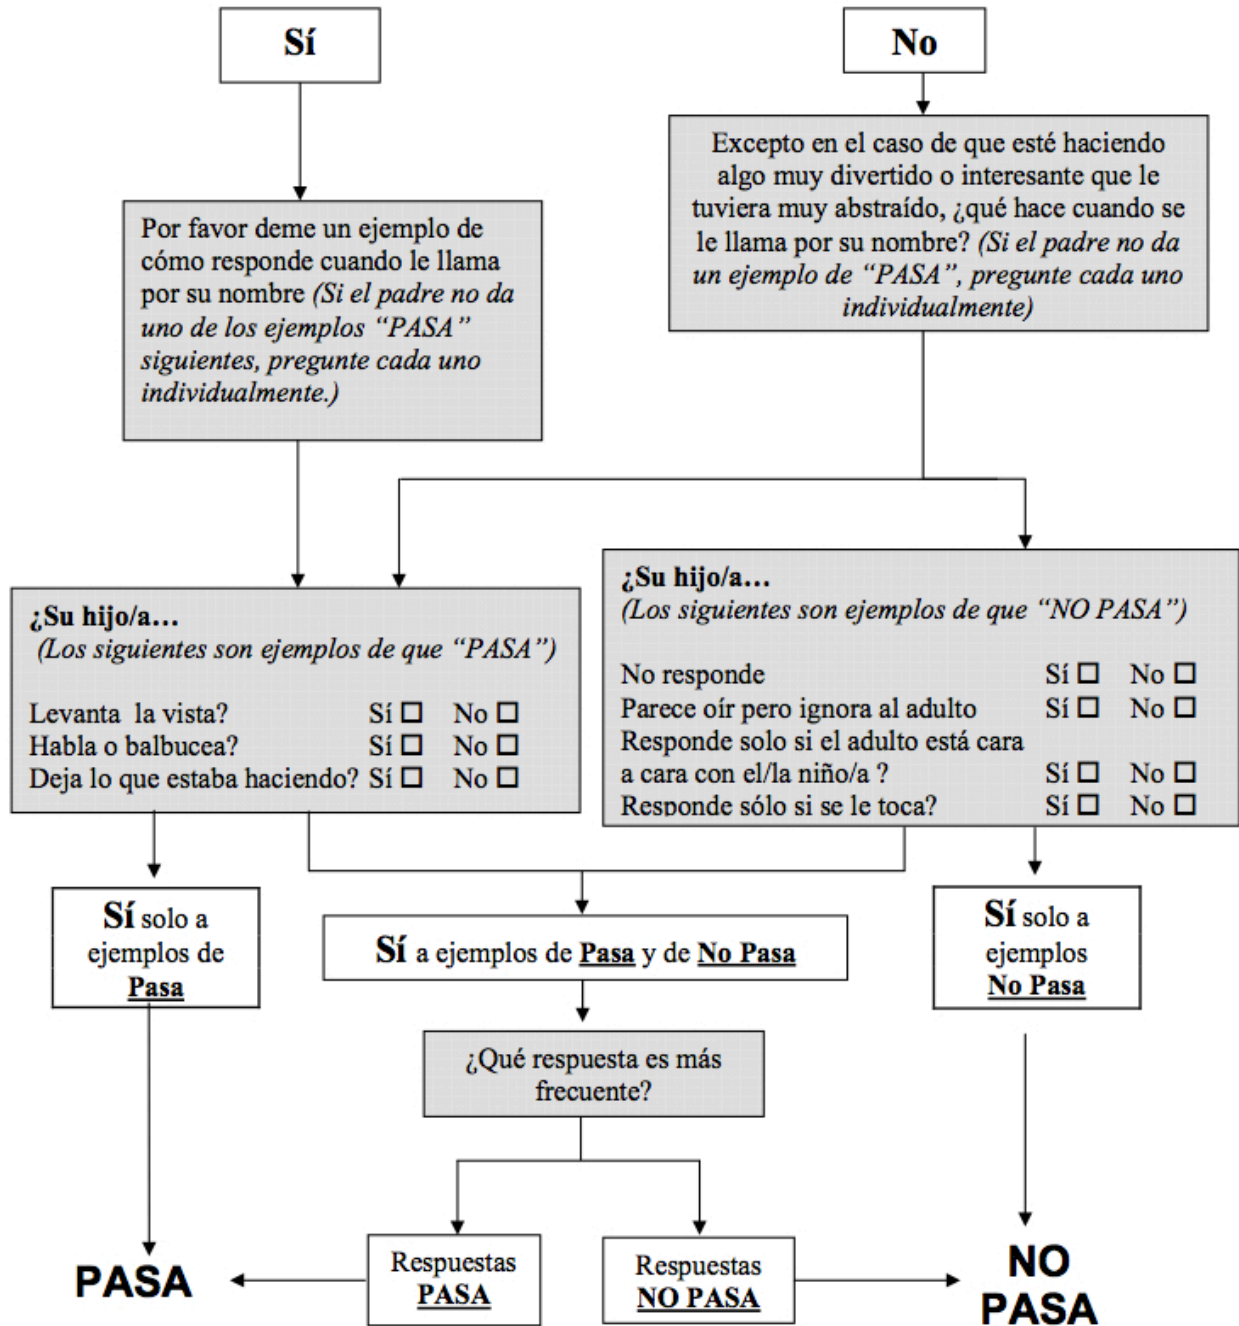 Sí
No
Excepto en el caso de que esté haciendo
algo muy divertido o interesante que le
tuviera muy abstraído, ¿qué hace cuando se
le llama por su nombre? (Si el padre no da
un ejemplo de “PASA”, pregunte cada uno
individualmente)
Por favor deme un ejemplo de
cómo responde cuando le llama
por su nombre (Si el padre no da
uno de los ejemplos “PASA”
siguientes, pregunte cada uno
individualmente.)
¿Su hijo/a…
(Los siguientes son ejemplos de que “PASA”)
Levanta la vista? Sí ☐ No ☐
Habla o balbucea? Sí ☐ No ☐
Deja lo que estaba haciendo? Sí ☐ No ☐
¿Su hijo/a…
(Los siguientes son ejemplos de que “NO PASA”)
No responde Sí ☐ No ☐
Parece oír pero ignora al adulto Sí ☐ No ☐
Responde solo si el adulto está cara
a cara con el/la niño/a ? Sí ☐ No ☐
Responde sólo si se le toca? Sí ☐ No ☐
Sí solo a
ejemplos de
Pasa
Sí a ejemplos de Pasa y de No Pasa
Sí solo a
ejemplos
No Pasa
¿Qué respuesta es más
frecuente?
Respuestas
PASA
Respuestas
NO PASA
PASA
NO
PASA